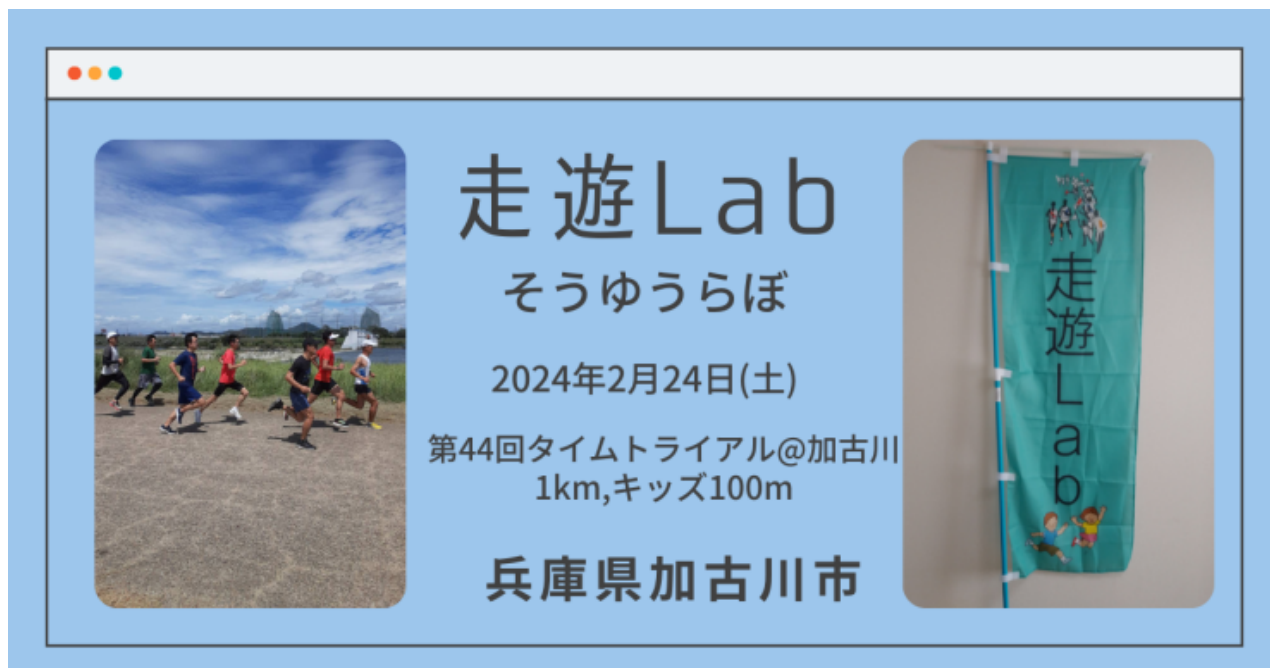 走遊Lab
そうゆうらぼ
2024年2月24日(土)
第44回タイムトライアル@加古川
1km,キッズ100m
兵庫県加古川市
走遊Lab